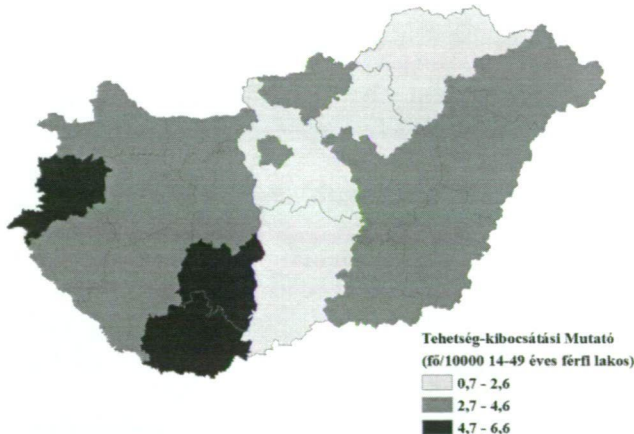 Tehetség-kibocsátási Mutató
(fő/10000 14-49 éves férfi lakos)
0,7 - 2,6
2,7 - 4,6
4,7 - 6,6